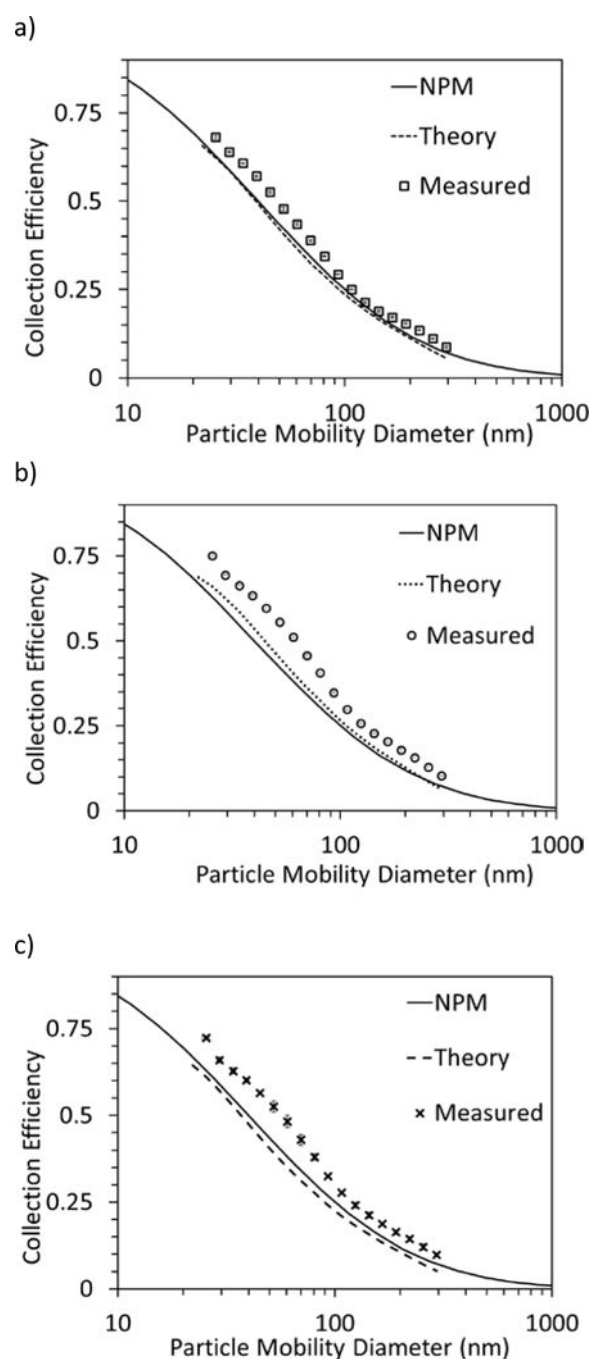 a)
NPM
0.75
Theory
Measured
0.5
0.25
0
10
100
1000
Collection Efficiency
Particle Mobility Diameter (nm)
b)
NPM
0.75
Theory
Measured
0.5
0.25
0
10
100
1000
Collection Efficiency
Particle Mobility Diameter (nm)
c)
NPM
0.75
Theory
Measured
0.5
0.25
0
10
100
1000
Collection Efficiency
Particle Mobility Diameter (nm)